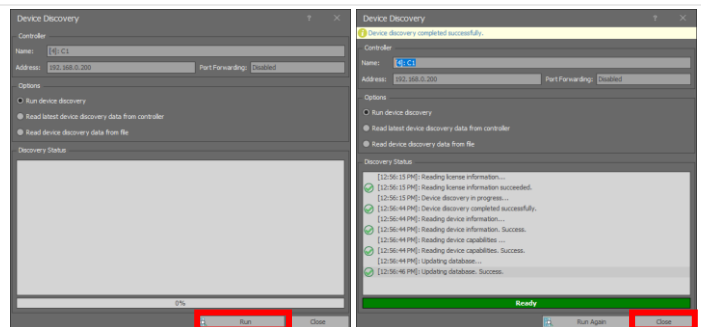 Device Discovery ? ×
Controller
Name: [4]: C1
Address: 192.168.0.200 Port Forwarding: Disabled
Options
Run device discovery
Read latest device discovery data from controller
Read device discovery data from file
Discovery Status
0%
Run Close
Device Discovery ? ×
Device discovery completed successfully.
Controller
Name: [4]: C1
Address: 192.168.0.200 Port Forwarding: Disabled
Options
Run device discovery
Read latest device discovery data from controller
Read device discovery data from file
Discovery Status
[12:56:15 PM]: Reading license information...
[12:56:15 PM]: Reading license information succeeded.
[12:56:15 PM]: Device discovery in progress...
[12:56:44 PM]: Device discovery completed successfully.
[12:56:44 PM]: Reading device information...
[12:56:44 PM]: Reading device information. Success.
[12:56:44 PM]: Reading device capabilities ...
[12:56:44 PM]: Reading device capabilities. Success.
[12:56:44 PM]: Updating database...
[12:56:46 PM]: Updating database. Success.
Ready
Run Again Close